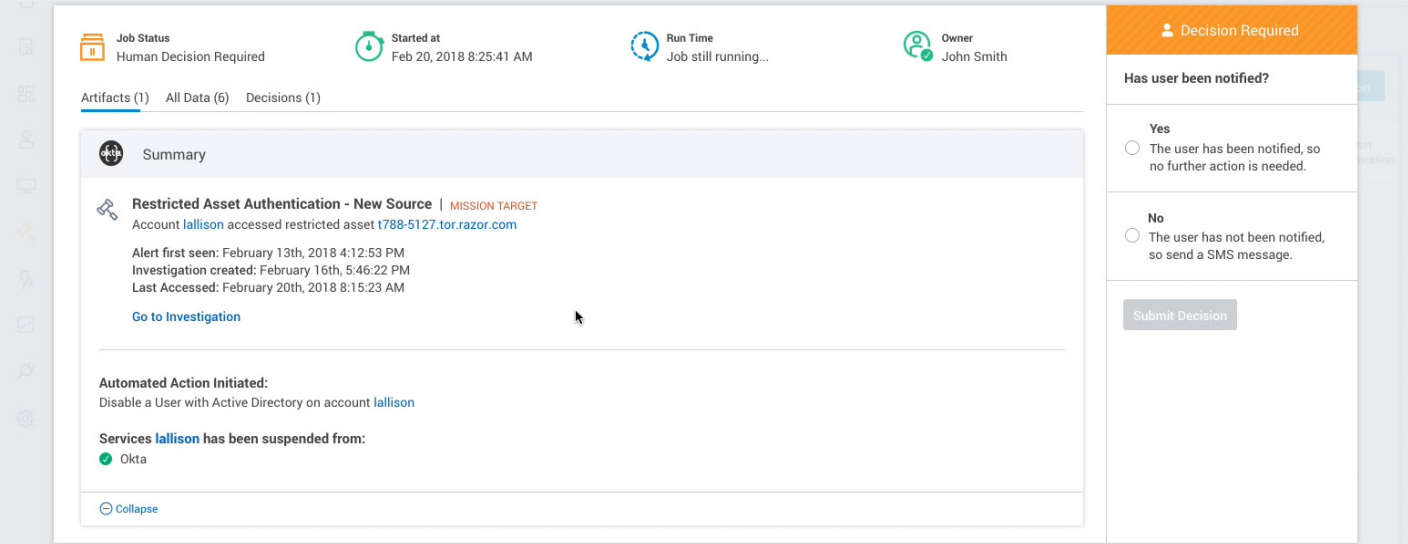 Job Status
Human Decision Required
Started at
Feb 20, 2018 8:25:41 AM
Run Time
Job still running...
Owner
John Smith
Artifacts (1) All Data (6) Decisions (1)
okta
Summary
Restricted Asset Authentication - New Source | MISSION TARGET
Account lallison accessed restricted asset t788-5127.tor.razor.com
Alert first seen: February 13th, 2018 4:12:53 PM
Investigation created: February 16th, 5:46:22 PM
Last Accessed: February 20th, 2018 8:15:23 AM
Go to Investigation
Automated Action Initiated:
Disable a User with Active Directory on account lallison
Services lallison has been suspended from:
Okta
Collapse
Decision Required
Has user been notified?
Yes
The user has been notified, so
no further action is needed.
No
The user has not been notified,
so send a SMS message.
Submit Decision